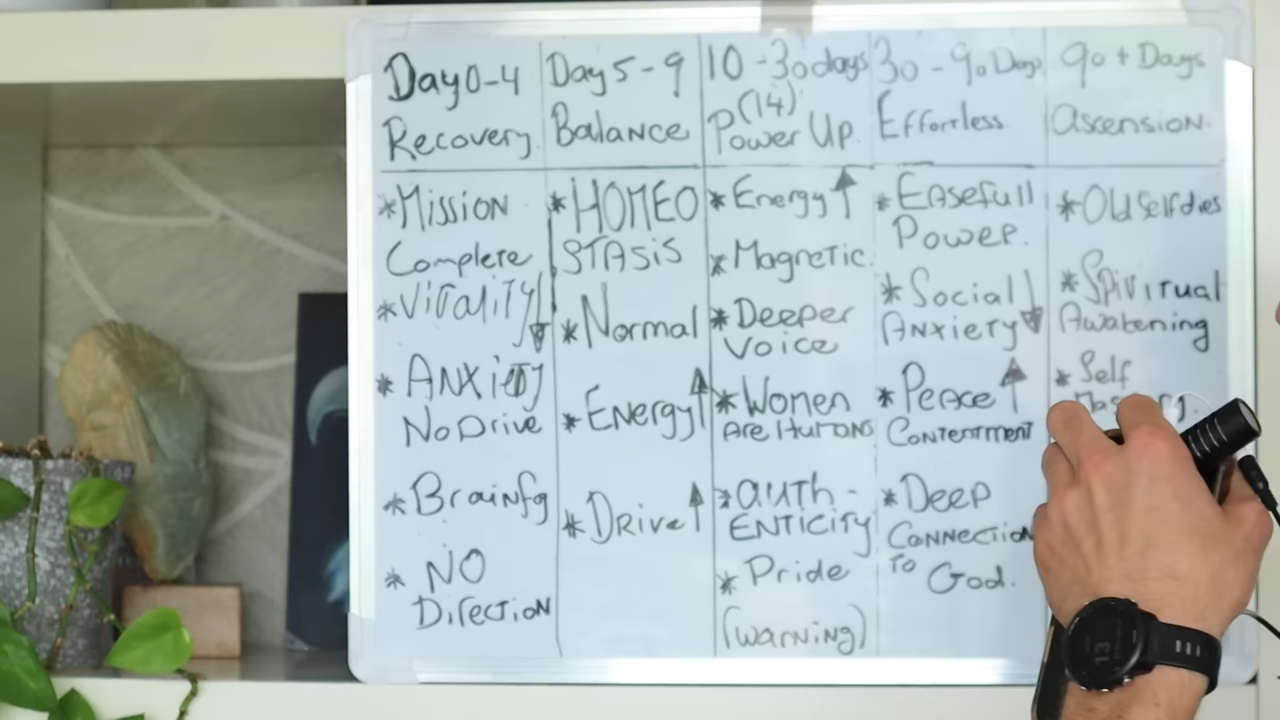 Day 0-4
Recovery
Day 5-9
Balance
10-30 days
(14)
Power Up.
30-90 Days
Effortless
90+ Days
Ascension.
*Mission
Complete
*Vitality↓
*Anxiety
No Drive
*Brainfg
*NO
Direction
*HOMEO
STASIS
*Normal
*Energy↑
*Drive↑
*Energy↑
*Magnetic.
*Deeper
Voice
*Women
Are Humans
*AUTH-
ENTICITY
*Pride
(warning)
*Easefull
Power.
*Social
Anxiety↓
*Peace↑
Contentment
*Deep
Connection
To God.
*Old Self dies
*Spiritual
Awakening
*Self
13